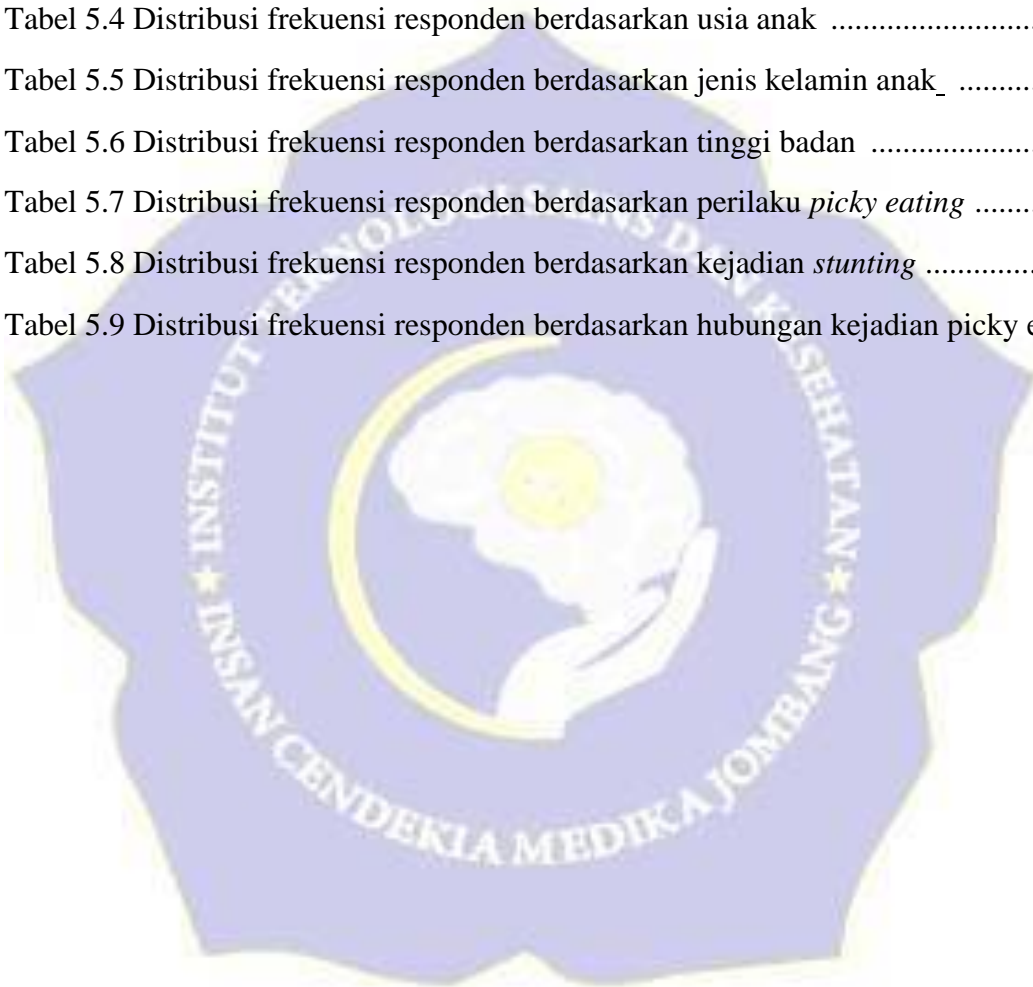 Tabel 5.4 Distribusi frekuensi responden berdasarkan usia anak ........................
Tabel 5.5 Distribusi frekuensi responden berdasarkan jenis kelamin anak ..........
Tabel 5.6 Distribusi frekuensi responden berdasarkan tinggi badan ...................
Tabel 5.7 Distribusi frekuensi responden berdasarkan perilaku picky eating .......
Tabel 5.8 Distribusi frekuensi responden berdasarkan kejadian stunting .............
Tabel 5.9 Distribusi frekuensi responden berdasarkan hubungan kejadian picky e
INSTITUT TEKNOLOGI SAINS DAN KESEHATAN
INSAN CENDEKIA MEDIKA JOMBANG